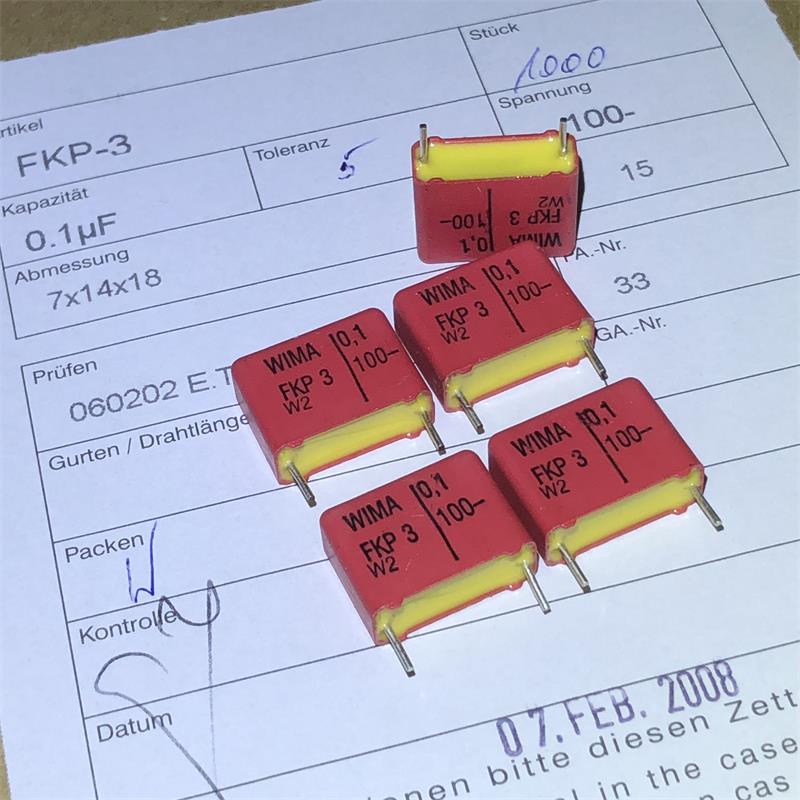 Stück
1000
rtikel
FKP-3
Toleranz
5
Spannung
100-
Kapazität
0.1µF
15
Abmessung
7x14x18
PA.-Nr.
33
GA.-Nr.
Prüfen
060202 E.T
Gurten / Drahtlänge
Packen
W
Kontrolle
Datum
07.FEB. 2008
nen bitte diesen Zett
l in the case
n cas
WIMA 0,1
FKP 3 100-
W2
WIMA 0,1
FKP 3 100-
W2
WIMA 0,1
FKP 3 100-
W2
WIMA 0,1
FKP 3 100-
W2
WIMA 0,1
FKP 3 100-
W2